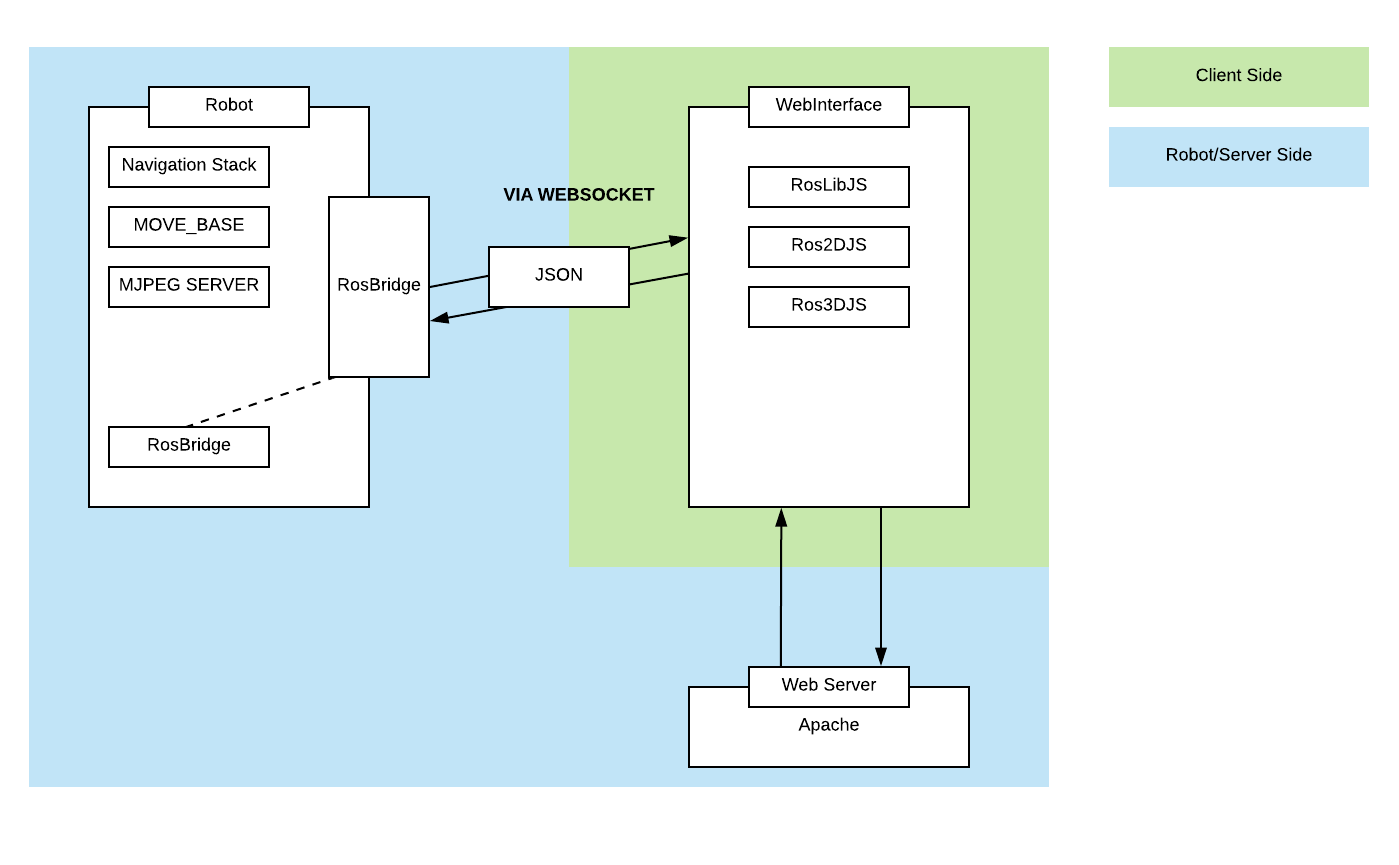 Robot
Navigation Stack
MOVE_BASE
MJPEG SERVER
RosBridge
RosBridge
VIA WEBSOCKET
JSON
WebInterface
RosLibJS
Ros2DJS
Ros3DJS
Web Server
Apache
Client Side
Robot/Server Side